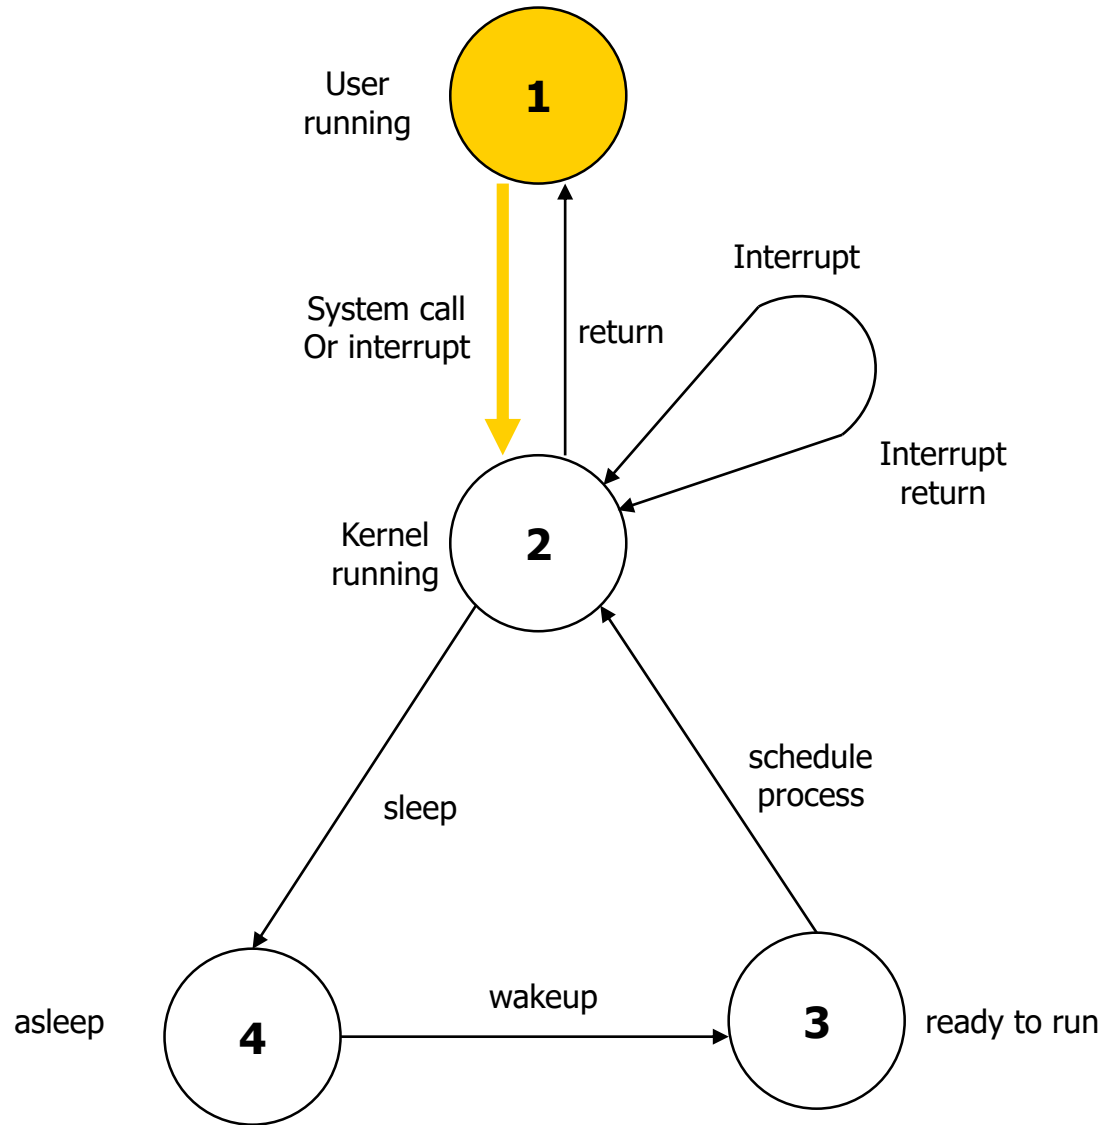 User
running
1
System call
Or interrupt
return
Interrupt
Interrupt
return
Kernel
running
2
sleep
schedule
process
asleep
4
wakeup
3
ready to run